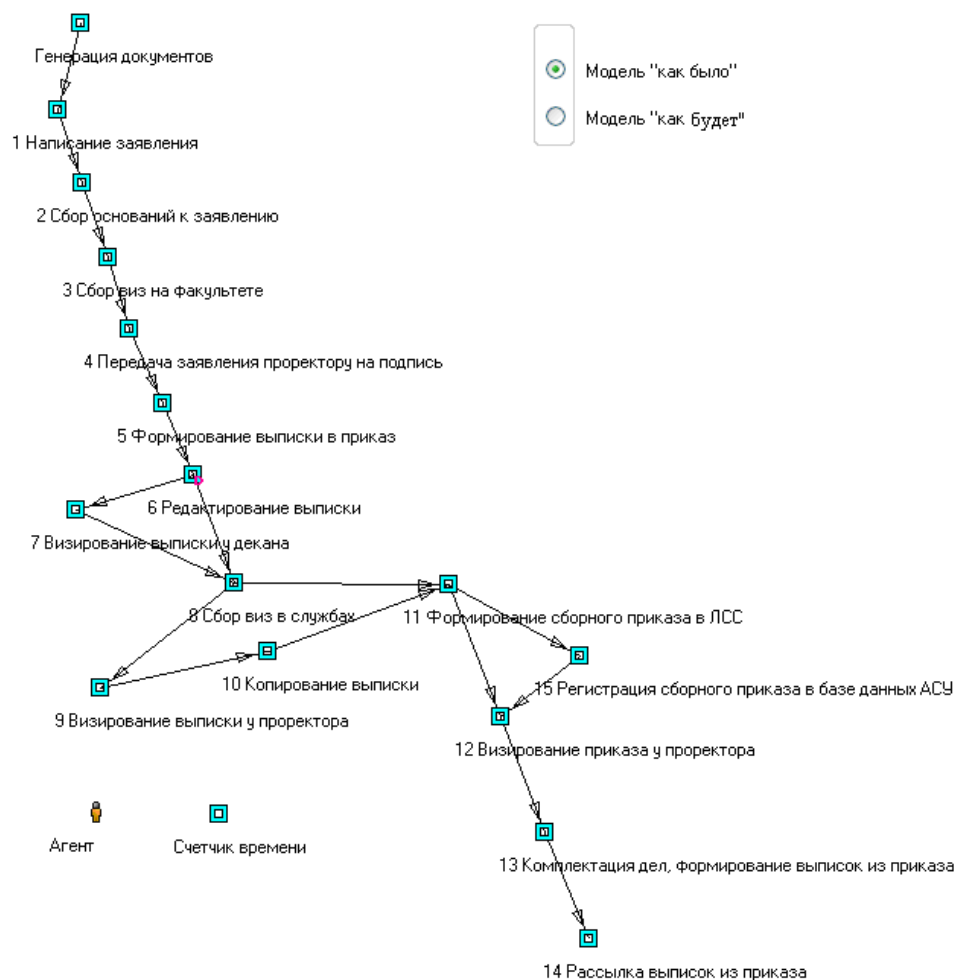 Генерация документов
Модель "как было"
Модель "как будет"
1 Написание заявления
2 Сбор оснований к заявлению
3 Сбор виз на факультете
4 Передача заявления проректору на подпись
5 Формирование выписки в приказ
6 Редактирование выписки
7 Визирование выписки у декана
8 Сбор виз в службах
11 Формирование сборного приказа в ЛСС
10 Копирование выписки
15 Регистрация сборного приказа в базе данных АСУ
9 Визирование выписки у проректора
12 Визирование приказа у проректора
Агент
Счетчик времени
13 Комплектация дел, формирование выписок из приказа
14 Рассылка выписок из приказа